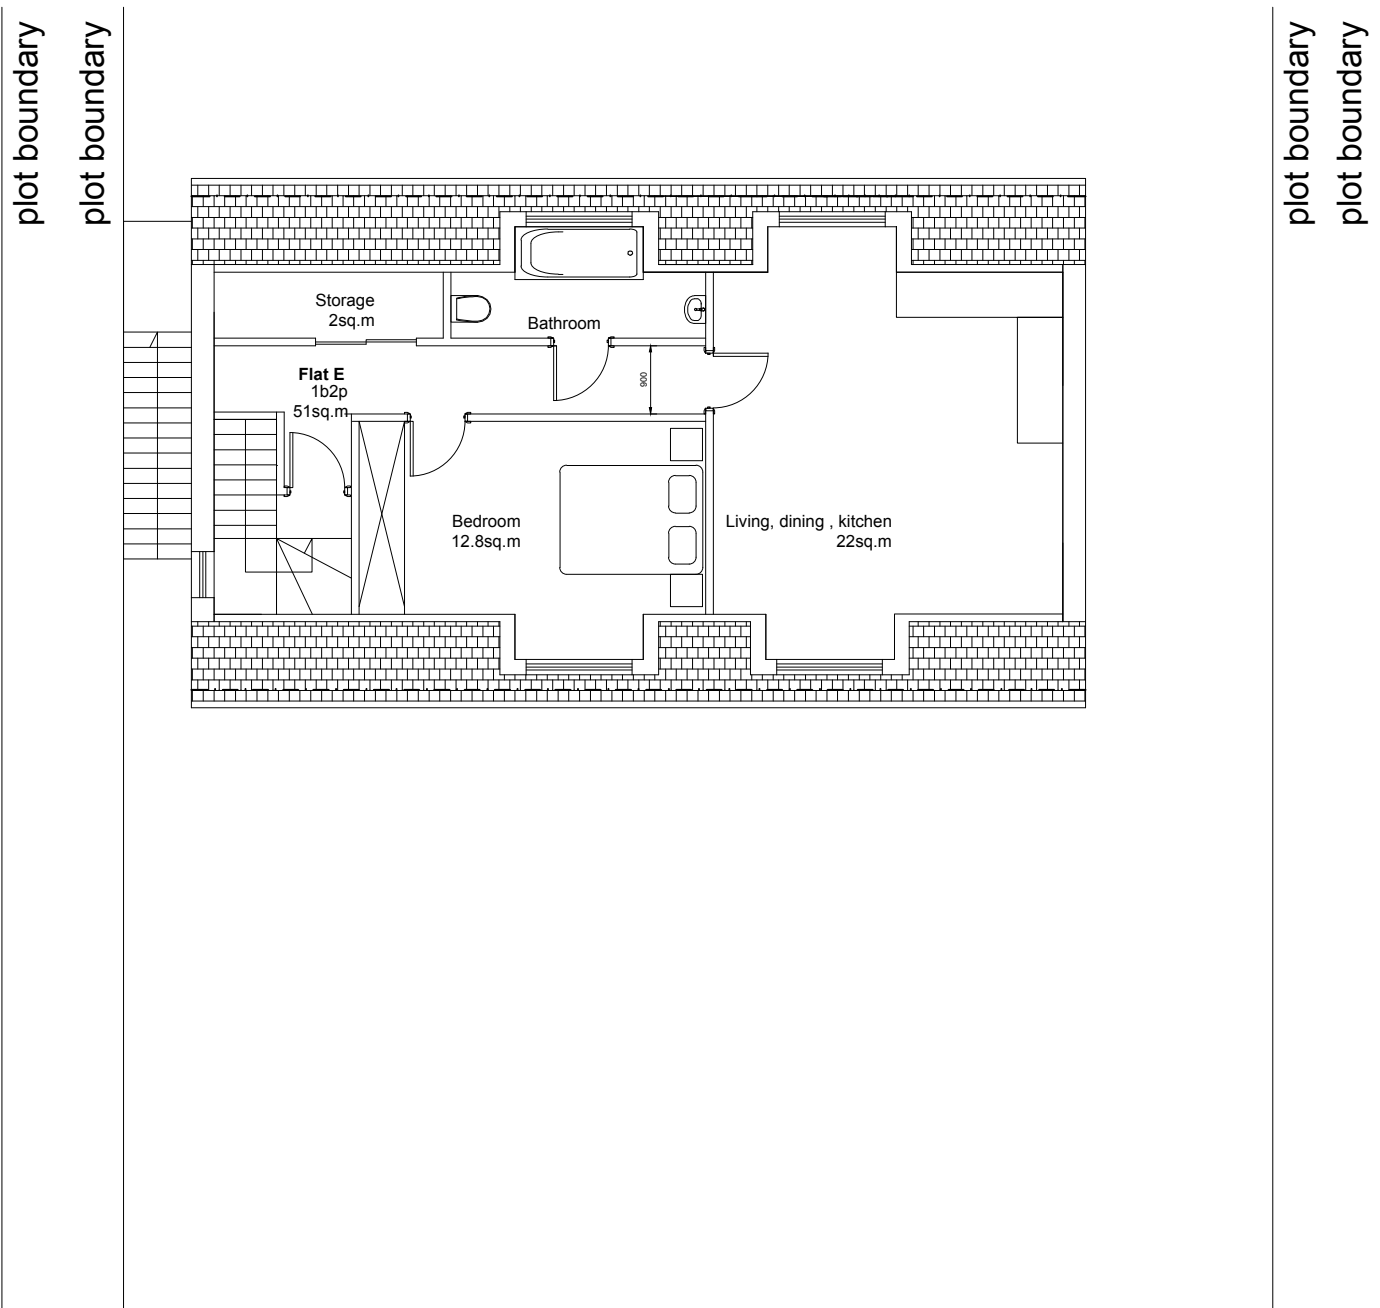 plot boundary
plot boundary
plot boundary
plot boundary
Storage
2sq.m
Bathroom
Flat E
1b2p
51sq.m
900
Bedroom
12.8sq.m
Living, dining , kitchen
22sq.m